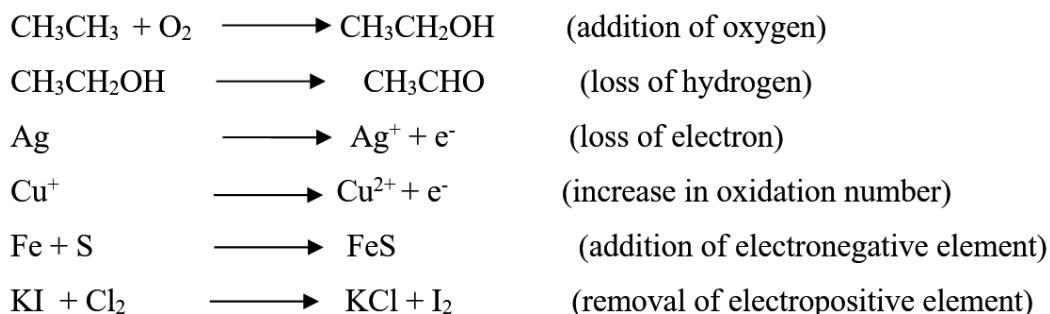 CH₃CH₃ + O₂ ⟶ CH₃CH₂OH (addition of oxygen)
CH₃CH₂OH ⟶ CH₃CHO (loss of hydrogen)
Ag ⟶ Ag⁺ + e⁻ (loss of electron)
Cu⁺ ⟶ Cu²⁺ + e⁻ (increase in oxidation number)
Fe + S ⟶ FeS (addition of electronegative element)
KI + Cl₂ ⟶ KCl + I₂ (removal of electropositive element)